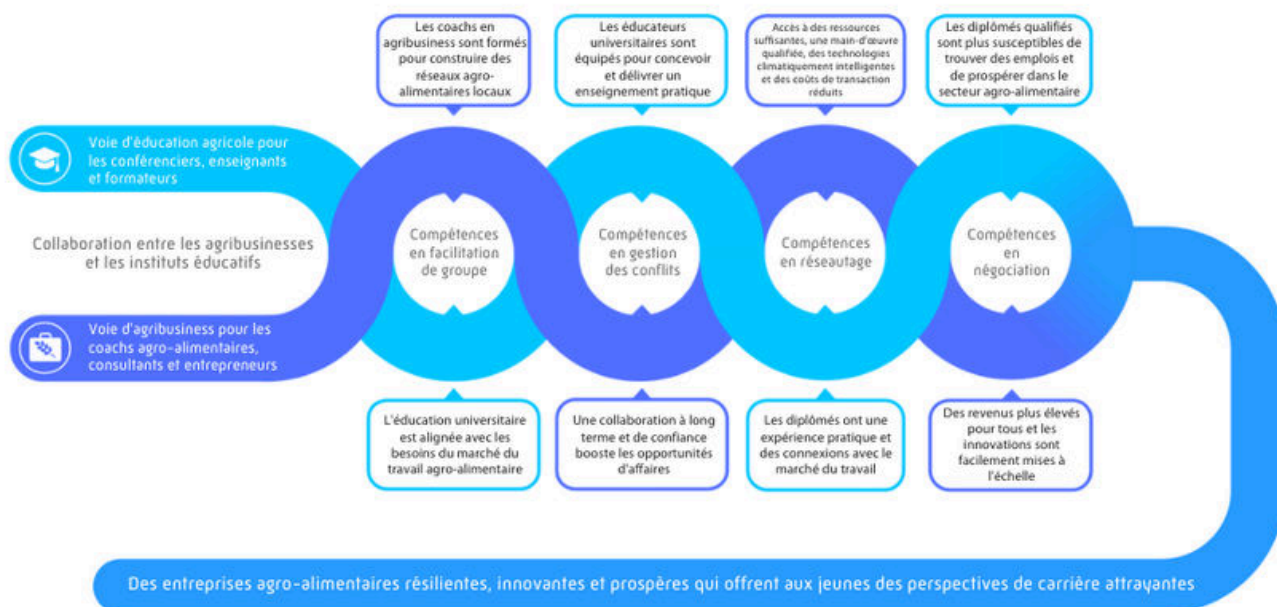 Les coachs en
agribusiness sont formés
pour construire des
réseaux agro-
alimentaires locaux
Les éducateurs
universitaires sont
équipés pour concevoir
et délivrer un
enseignement pratique
Accès à des ressources
suffisantes, une main-d'œuvre
qualifiée, des technologies
climatiquement intelligentes
et des coûts de transaction
réduits
Les diplômés qualifiés
sont plus susceptibles de
trouver des emplois et
de prospérer dans le
secteur agro-alimentaire
Voie d'éducation agricole pour
les conférenciers, enseignants
et formateurs
Collaboration entre les agribusinesses
et les instituts éducatifs
Voie d'agribusiness pour les
coachs agro-alimentaires,
consultants et entrepreneurs
Compétences
en facilitation
de groupe
Compétences
en gestion
des conflits
Compétences
en réseautage
Compétences
en
négociation
L'éducation universitaire
est alignée avec les
besoins du marché du
travail agro-alimentaire
Une collaboration à long
terme et de confiance
booste les opportunités
d'affaires
Les diplômés ont une
expérience pratique et
des connexions avec le
marché du travail
Des revenus plus élevés
pour tous et les
innovations sont
facilement mises à
l'échelle
Des entreprises agro-alimentaires résilientes, innovantes et prospères qui offrent aux jeunes des perspectives de carrière attrayantes